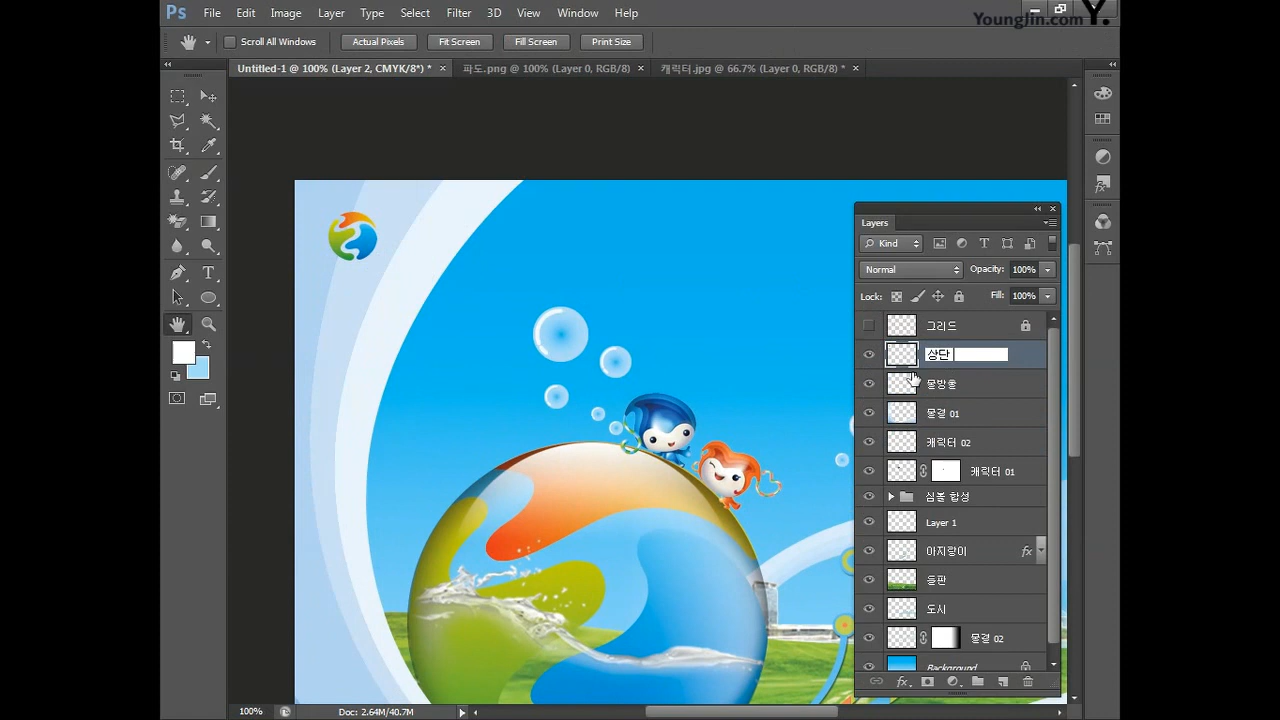 Ps File Edit Image Layer Type Select Filter 3D View Window Help
YoungJin.com Y.
Scroll All Windows Actual Pixels Fit Screen Fill Screen Print Size
Untitled-1 @ 100% (Layer 2, CMYK/8*) * × 파도.png @ 100% (Layer 0, RGB/8) × 캐릭터.jpg @ 66.7% (Layer 0, RGB/8) * ×
Layers
Kind
Normal Opacity: 100%
Lock: Fill: 100%
그리드
상단
물방울
물결 01
캐릭터 02
캐릭터 01
심볼 합성
Layer 1
아지랑이 fx
들판
도시
물결 02
Background
100% Doc: 2.64M/40.7M